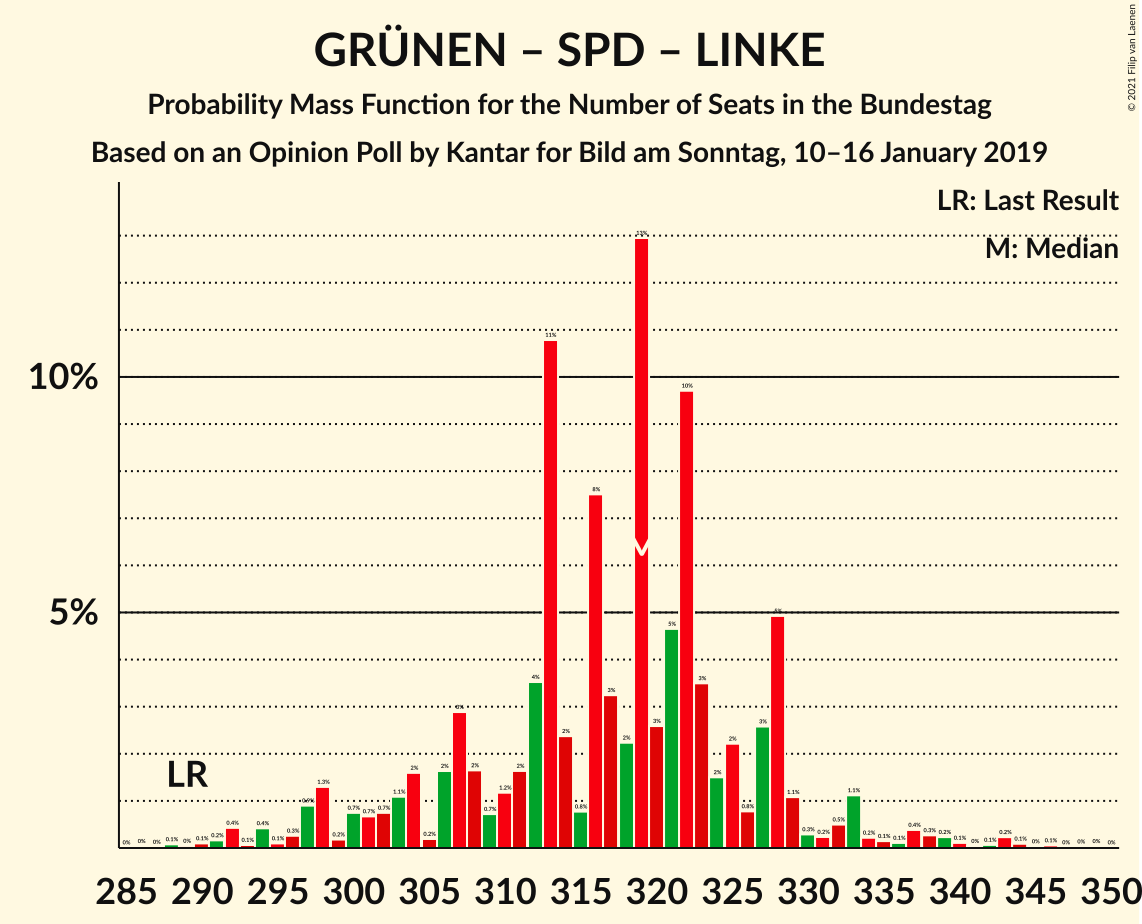 GRÜNEN – SPD – LINKE
Probability Mass Function for the Number of Seats in the Bundestag
Based on an Opinion Poll by Kantar for Bild am Sonntag, 10–16 January 2019
© 2021 Filip van Laenen
LR: Last Result
M: Median
10%
5%
LR
0% 0% 0% 0.1% 0% 0.1% 0.2% 0.4% 0.1% 0.4% 0.1% 0.3% 0.9% 1.3% 0.2% 0.7% 0.7% 0.7% 1.1% 2% 0.2% 2% 3% 2% 0.7% 1.2% 2% 4% 11% 2% 0.8% 8% 3% 2% 13% 3% 5% 10% 3% 2% 2% 0.8% 3% 5% 1.1% 0.3% 0.2% 0.5% 1.1% 0.2% 0.1% 0.1% 0.4% 0.3% 0.2% 0.1% 0% 0.1% 0.2% 0.1% 0% 0.1% 0% 0% 0% 0%
285 290 295 300 305 310 315 320 325 330 335 340 345 350